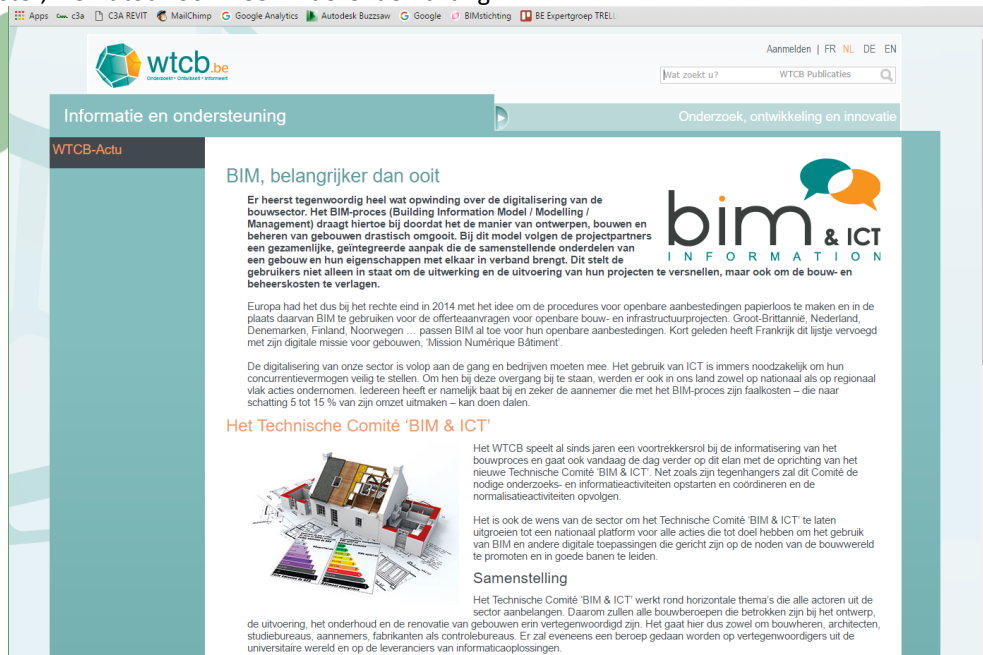 Apps c3a C3A REVIT MailChimp Google Analytics Autodesk Buzzsaw Google BIMstichting BE Expertgroep TREL
wtcb.be
Onderzoekt • Ontwikkelt • Informeert
Aanmelden | FR NL DE EN
Wat zoekt u? WTCB Publicaties
Informatie en ondersteuning
Onderzoek, ontwikkeling en innovatie
WTCB-Actu
BIM, belangrijker dan ooit
Er heerst tegenwoordig heel wat opwinding over de digitalisering van de
bouwsector. Het BIM-proces (Building Information Model / Modelling /
Management) draagt hiertoe bij doordat het de manier van ontwerpen, bouwen en
beheren van gebouwen drastisch omgooit. Bij dit model volgen de projectpartners
een gezamenlijke, geïntegreerde aanpak die de samenstellende onderdelen van
een gebouw en hun eigenschappen met elkaar in verband brengt. Dit stelt de
gebruikers niet alleen in staat om de uitwerking en de uitvoering van hun projecten te versnellen, maar ook om de bouw- en
beheerskosten te verlagen.
bim & ICT
INFORMATION
Europa had het dus bij het rechte eind in 2014 met het idee om de procedures voor openbare aanbestedingen papierloos te maken en in de
plaats daarvan BIM te gebruiken voor de offerteaanvragen voor openbare bouw- en infrastructuurprojecten. Groot-Brittannië, Nederland,
Denemarken, Finland, Noorwegen ... passen BIM al toe voor hun openbare aanbestedingen. Kort geleden heeft Frankrijk dit lijstje vervoegd
met zijn digitale missie voor gebouwen, 'Mission Numérique Bâtiment'.
De digitalisering van onze sector is volop aan de gang en bedrijven moeten mee. Het gebruik van ICT is immers noodzakelijk om hun
concurrentievermogen veilig te stellen. Om hen bij deze overgang bij te staan, werden er ook in ons land zowel op nationaal als op regionaal
vlak acties ondernomen. Iedereen heeft er namelijk baat bij en zeker de aannemer die met het BIM-proces zijn faalkosten – die naar
schatting 5 tot 15 % van zijn omzet uitmaken – kan doen dalen.
Het Technische Comité 'BIM & ICT'
Het WTCB speelt al sinds jaren een voortrekkersrol bij de informatisering van het
bouwproces en gaat ook vandaag de dag verder op dit elan met de oprichting van het
nieuwe Technische Comité 'BIM & ICT'. Net zoals zijn tegenhangers zal dit Comité de
nodige onderzoeks- en informatieactiviteiten opstarten en coördineren en de
normalisatieactiviteiten opvolgen.
Het is ook de wens van de sector om het Technische Comité 'BIM & ICT' te laten
uitgroeien tot een nationaal platform voor alle acties die tot doel hebben om het gebruik
van BIM en andere digitale toepassingen die gericht zijn op de noden van de bouwwereld
te promoten en in goede banen te leiden.
Samenstelling
Het Technische Comité 'BIM & ICT' werkt rond horizontale thema's die alle actoren uit de
sector aanbelangen. Daarom zullen alle bouwberoepen die betrokken zijn bij het ontwerp,
de uitvoering, het onderhoud en de renovatie van gebouwen erin vertegenwoordigd zijn. Het gaat hier dus zowel om bouwheren, architecten,
studiebureaus, aannemers, fabrikanten als controlebureaus. Er zal eveneens een beroep gedaan worden op vertegenwoordigers uit de
universitaire wereld en op de leveranciers van informaticaoplossingen.